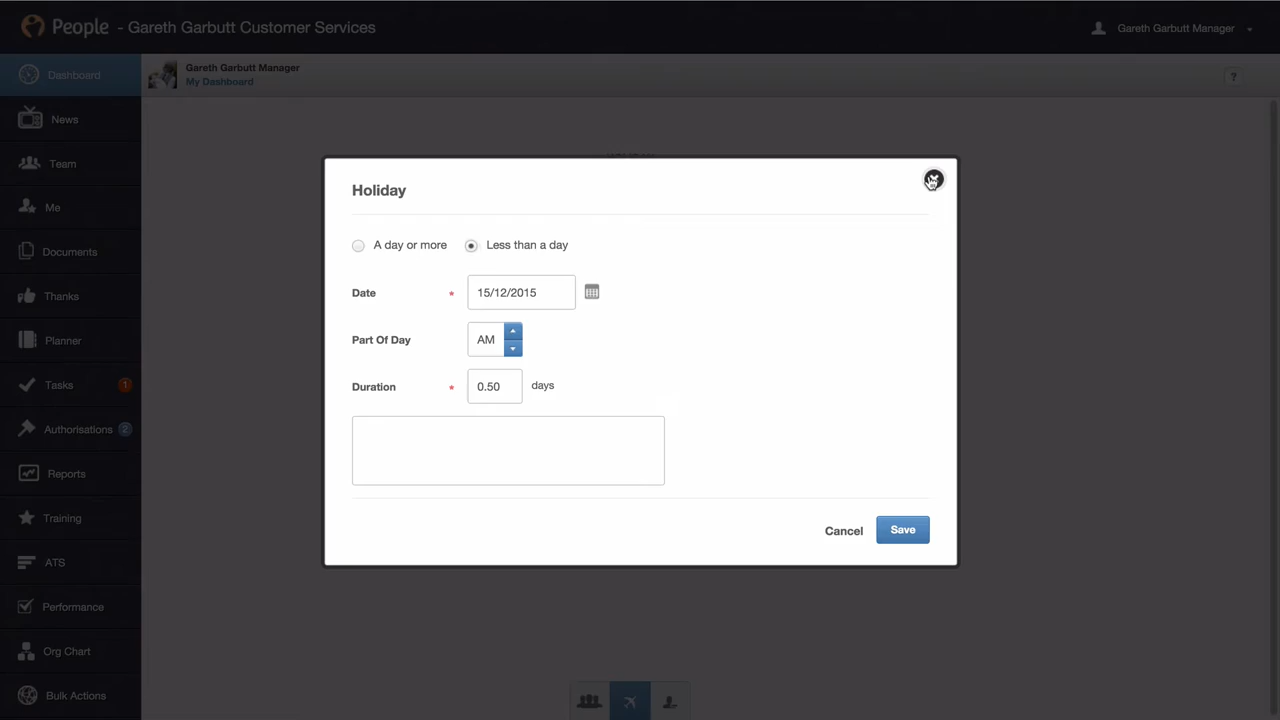 People - Gareth Garbutt Customer Services
Gareth Garbutt Manager
Dashboard
Gareth Garbutt Manager
My Dashboard
?
News
Team
Me
Documents
Thanks
Planner
Tasks 1
Authorisations 2
Reports
Training
ATS
Performance
Org Chart
Bulk Actions
Holiday
A day or more Less than a day
Date * 15/12/2015
Part Of Day AM
Duration * 0.50 days
Cancel Save